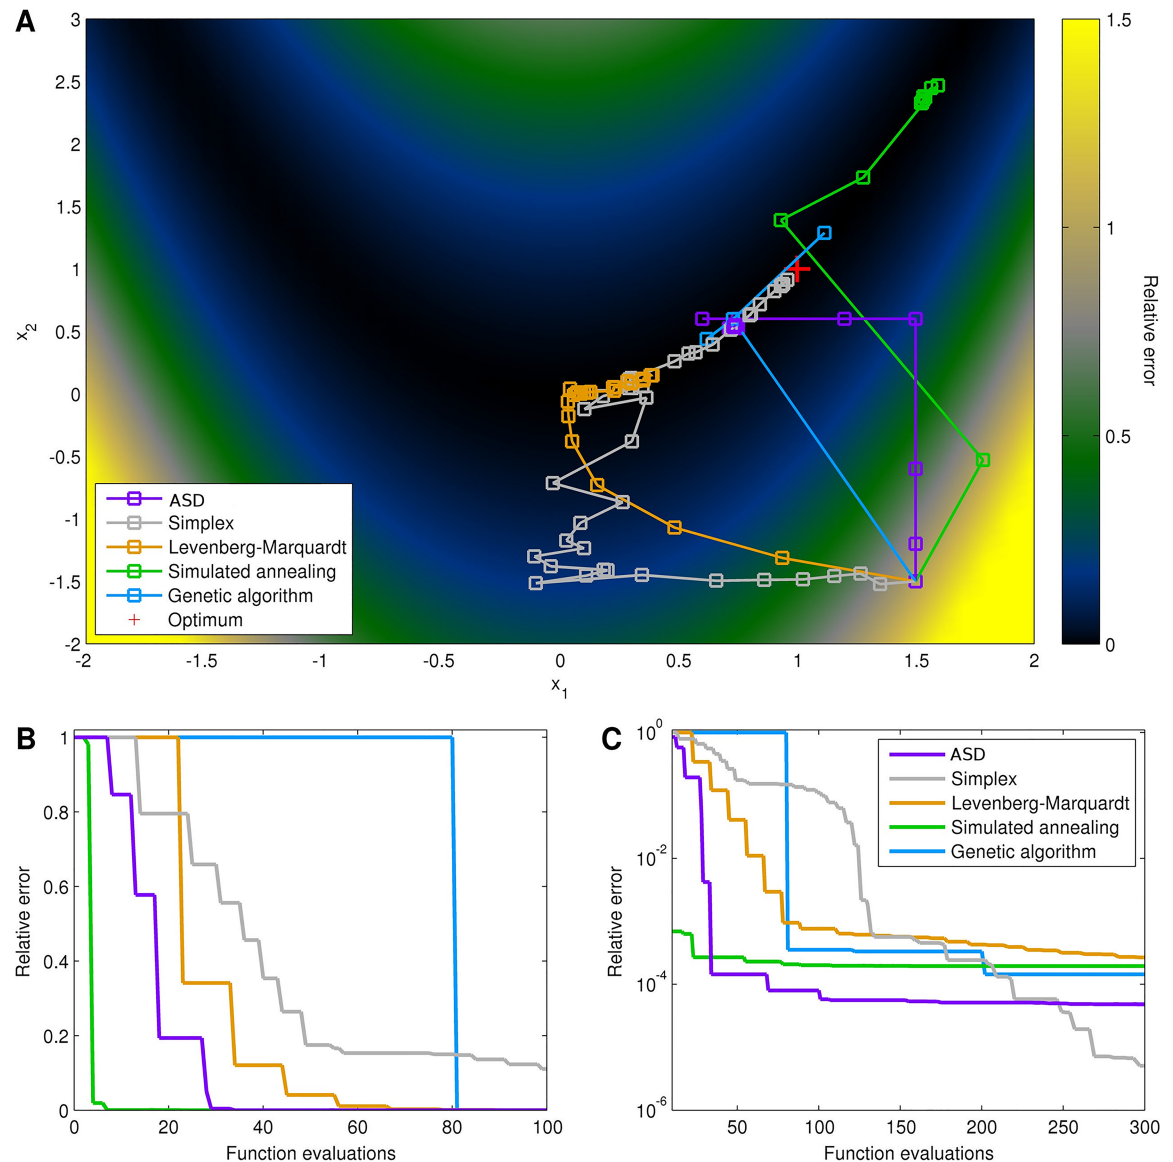 A
3
2.5
2
1.5
1
0.5
0
-0.5
-1
-1.5
-2
x2
-2
-1.5
-1
-0.5
0
0.5
1
1.5
2
x1
ASD
Simplex
Levenberg-Marquardt
Simulated annealing
Genetic algorithm
Optimum
1.5
1
0.5
0
Relative error
B
1
0.8
0.6
0.4
0.2
0
Relative error
0
20
40
60
80
100
Function evaluations
C
10^0
10^-2
10^-4
10^-6
Relative error
50
100
150
200
250
300
Function evaluations
ASD
Simplex
Levenberg-Marquardt
Simulated annealing
Genetic algorithm